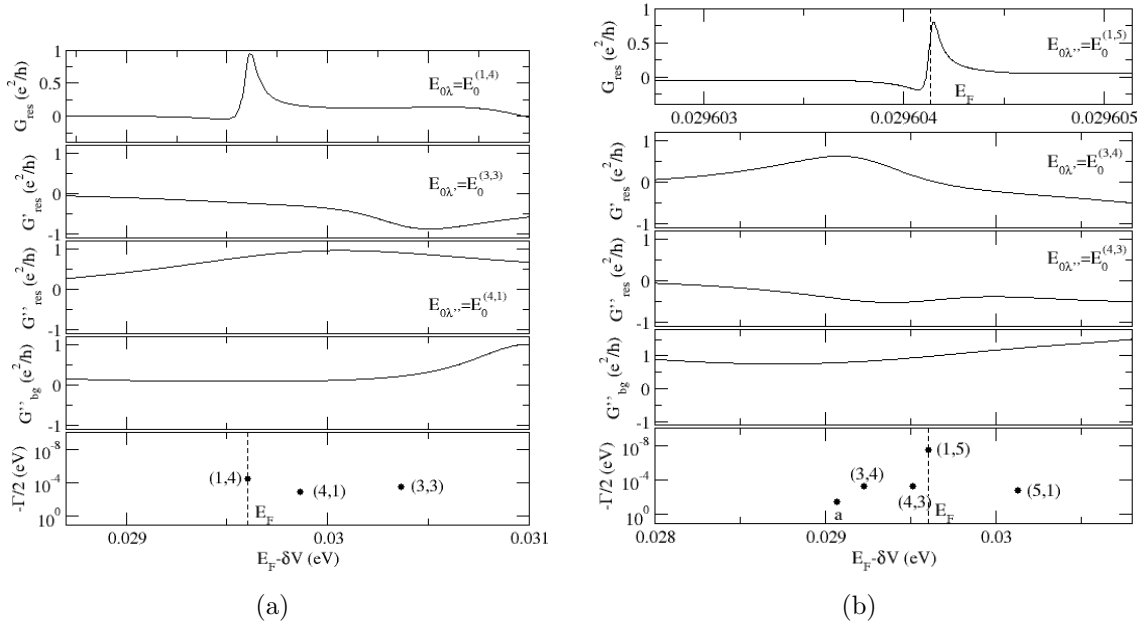 (a)
G_res (e²/h)
1
0.5
0
E_0λ=E_0^(1,4)
G'_res (e²/h)
1
0
-1
E_0λ'=E_0^(3,3)
G''_res (e²/h)
1
0
-1
E_0λ''=E_0^(4,1)
G''_bg (e²/h)
1
0
-1
-Γ/2 (eV)
10^-8
10^-4
10^0
(1,4)
(4,1)
(3,3)
E_F
0.029
0.03
0.031
E_F-δV (eV)
(b)
G_res (e²/h)
1
0.5
0
E_0λ''=E_0^(1,5)
E_F
0.029603
0.029604
0.029605
G'_res (e²/h)
1
0
-1
E_0λ'=E_0^(3,4)
G''_res (e²/h)
1
0
-1
E_0λ''=E_0^(4,3)
G''_bg (e²/h)
1
0
-1
-Γ/2 (eV)
10^-8
10^-4
10^0
(1,5)
(3,4)
(4,3)
(5,1)
a
E_F
0.028
0.029
0.03
E_F-δV (eV)